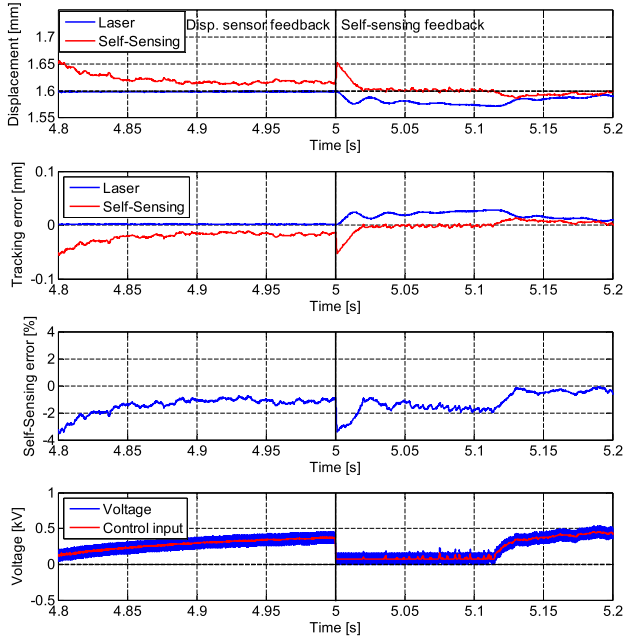 Displacement [mm]
1.7
1.65
1.6
1.55
Laser
Self-Sensing
Disp. sensor feedback
Self-sensing feedback
4.8 4.85 4.9 4.95 5 5.05 5.1 5.15 5.2
Time [s]
Tracking error [mm]
0.1
0
-0.1
Laser
Self-Sensing
4.8 4.85 4.9 4.95 5 5.05 5.1 5.15 5.2
Time [s]
Self-Sensing error [%]
4
2
0
-2
-4
4.8 4.85 4.9 4.95 5 5.05 5.1 5.15 5.2
Time [s]
Voltage [kV]
1
0.5
0
-0.5
Voltage
Control input
4.8 4.85 4.9 4.95 5 5.05 5.1 5.15 5.2
Time [s]